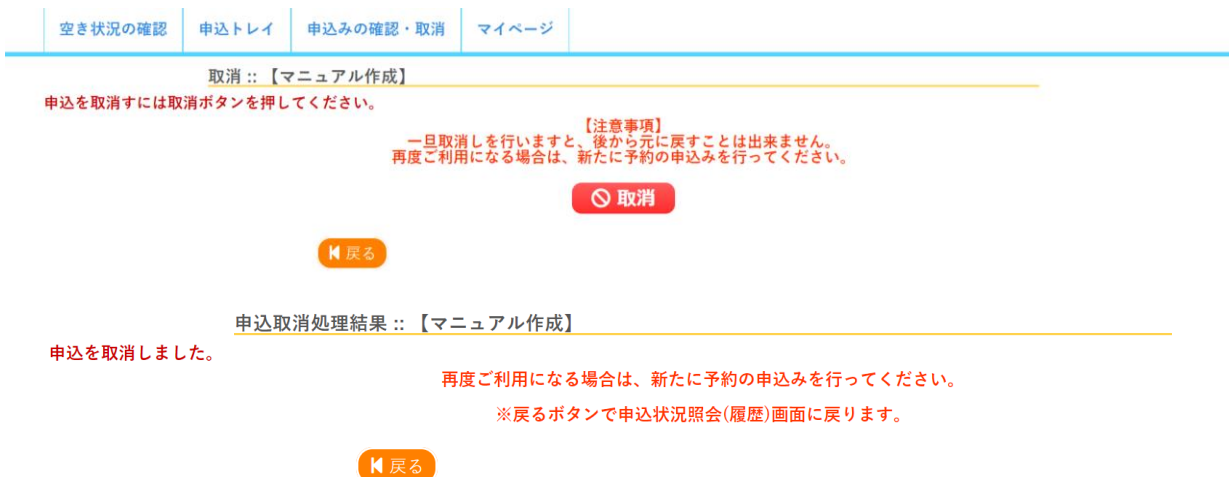 空き状況の確認 申込トレイ 申込みの確認・取消 マイページ
取消 :: 【マニュアル作成】
申込を取消すには取消ボタンを押してください。
【注意事項】
一旦取消しを行いますと、後から元に戻すことは出来ません。
再度ご利用になる場合は、新たに予約の申込みを行ってください。
取消
戻る
申込取消処理結果 :: 【マニュアル作成】
申込を取消しました。
再度ご利用になる場合は、新たに予約の申込みを行ってください。
※戻るボタンで申込状況照会(履歴)画面に戻ります。
戻る